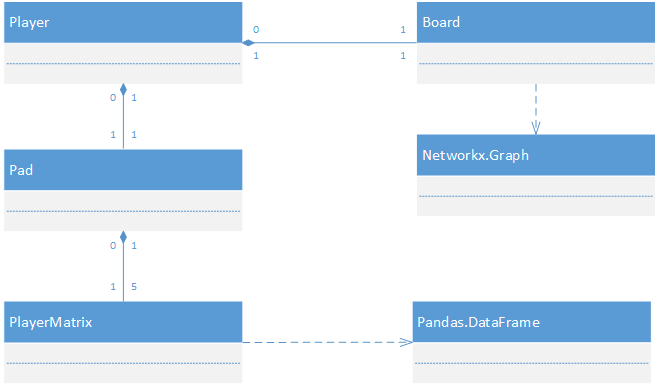 Player
0 1
Board
1 1
0 1
Networkx.Graph
1 1
Pad
0 1
1 5
PlayerMatrix
Pandas.DataFrame